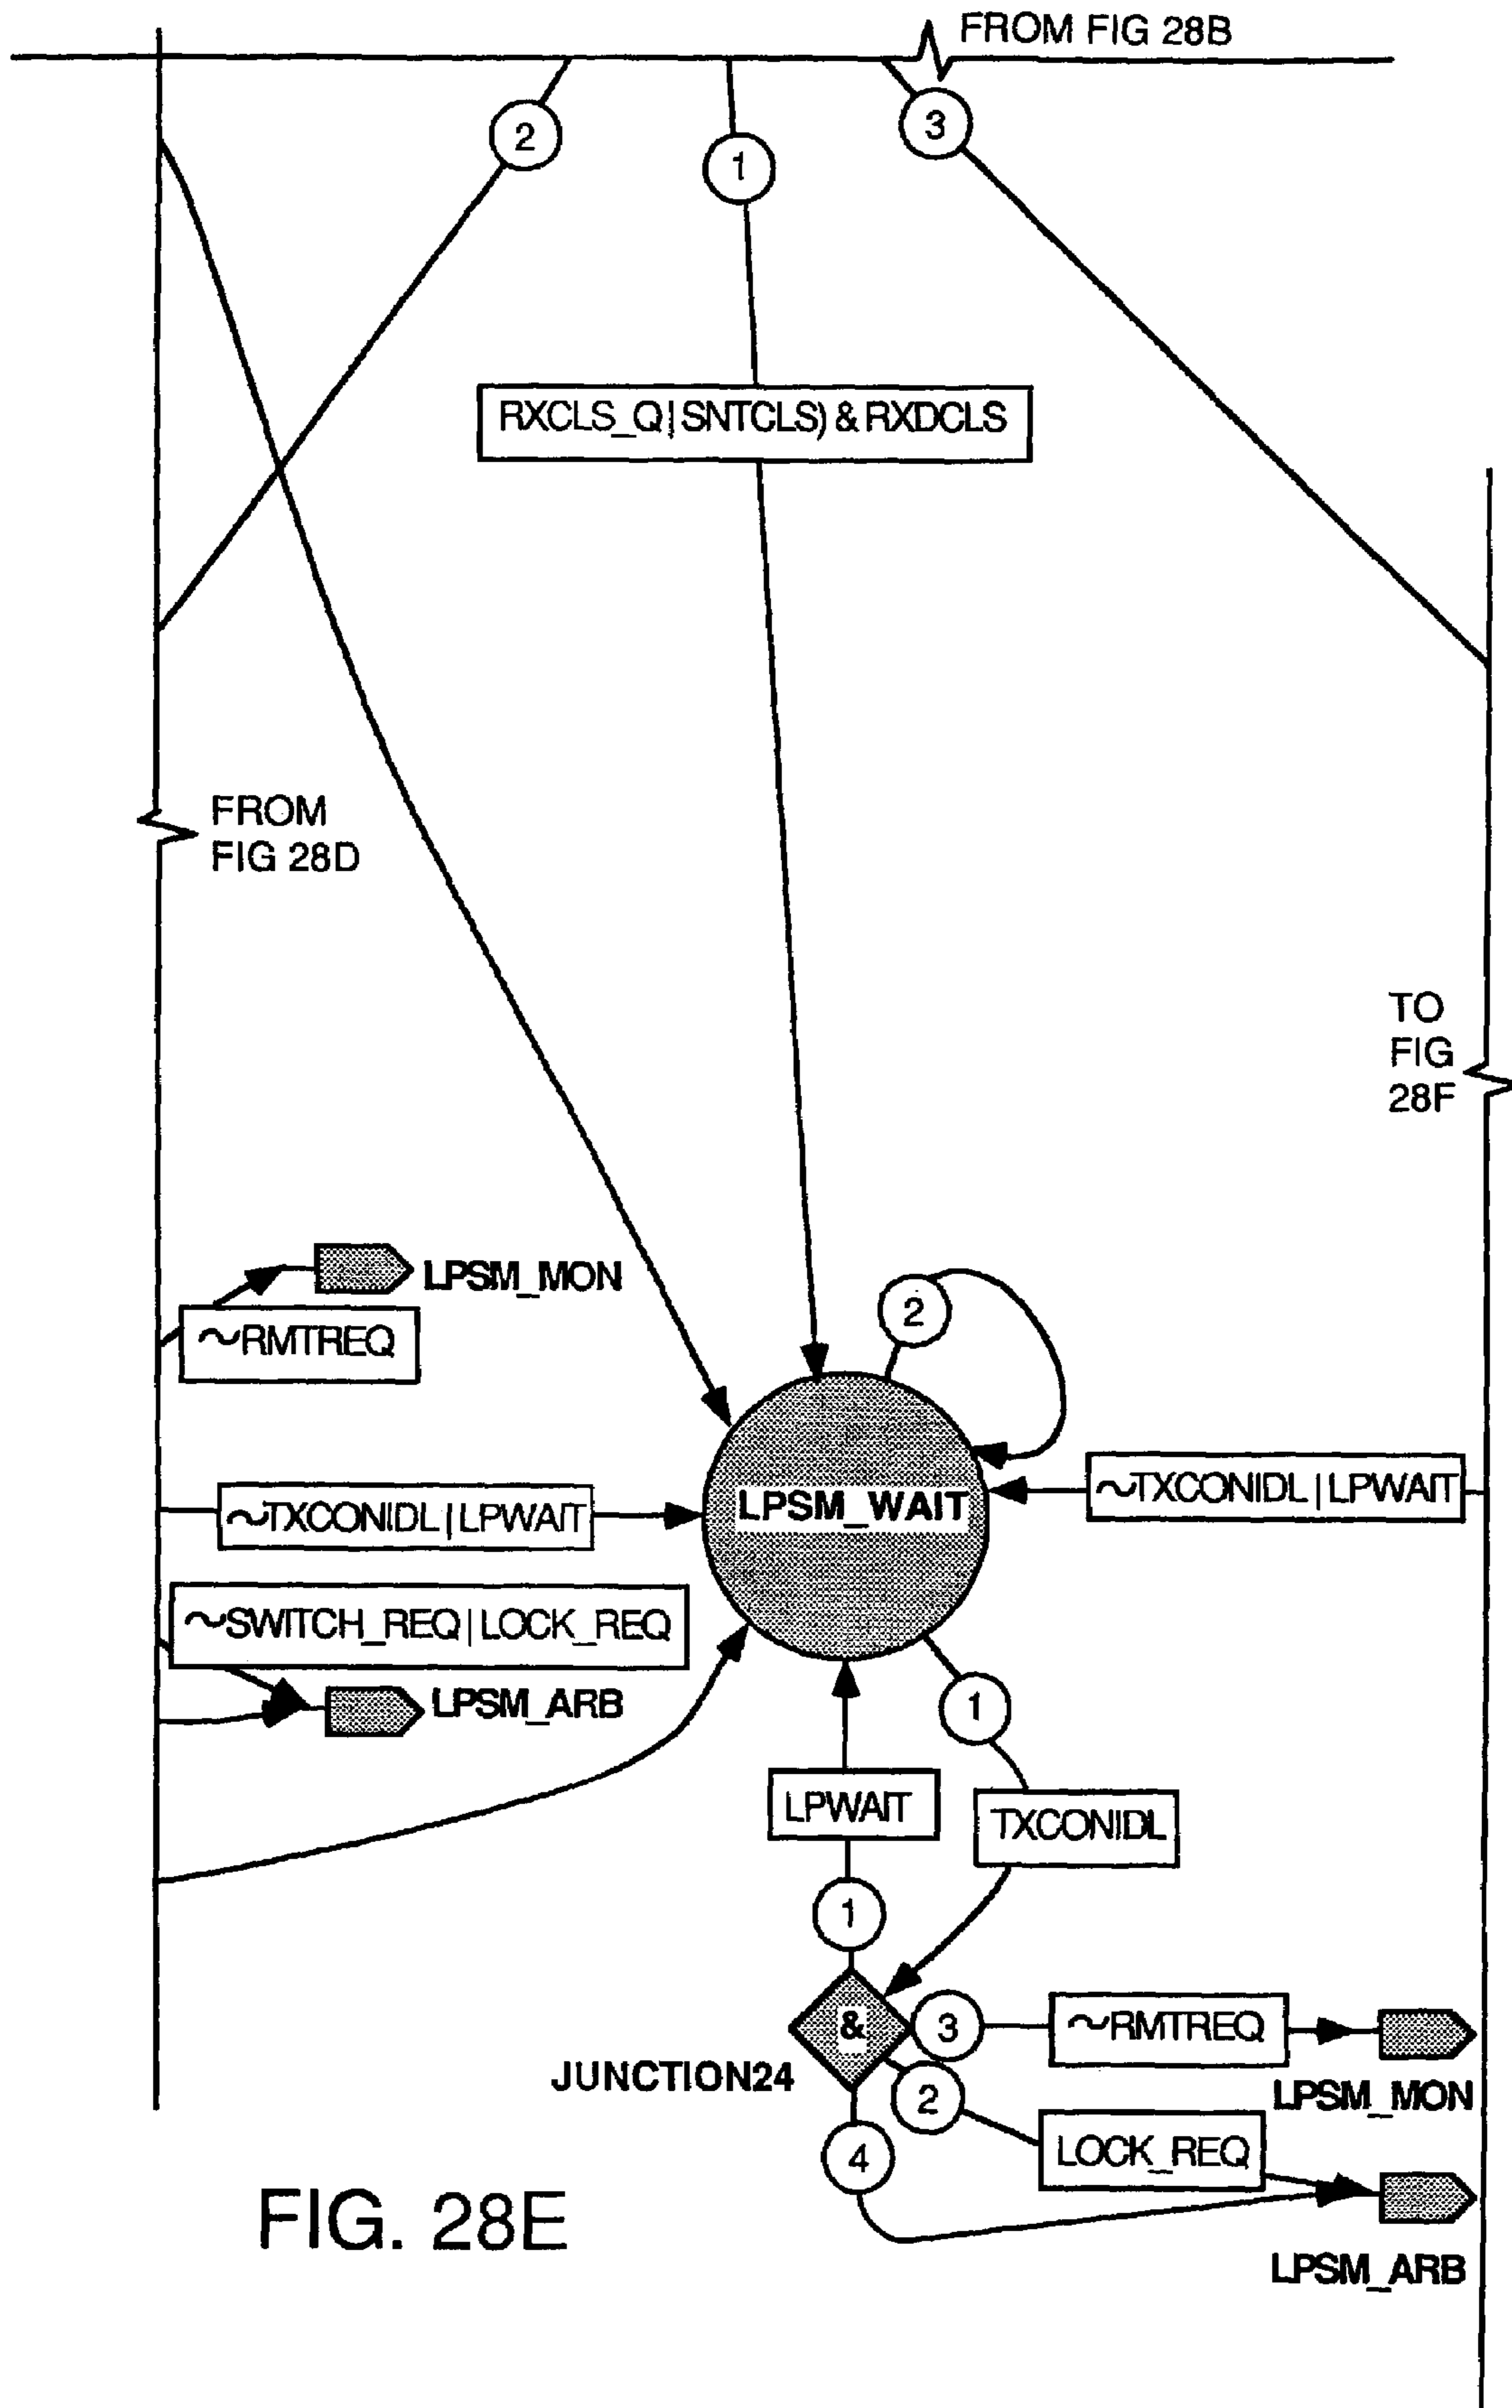 FROM FIG 28B
2
1
3
RXCLS_Q|SNTCLS) & RXDCLS
FROM
FIG 28D
TO
FIG
28F
LPSM_MON
~RMTREQ
2
~TXCONIDL|LPWAIT
LPSM_WAIT
~TXCONIDL|LPWAIT
~SWITCH_REQ|LOCK_REQ
LPSM_ARB
1
LPWAIT
TXCONIDL
1
&
3
~RMTREQ
JUNCTION24
2
LPSM_MON
LOCK_REQ
4
LPSM_ARB
FIG. 28E